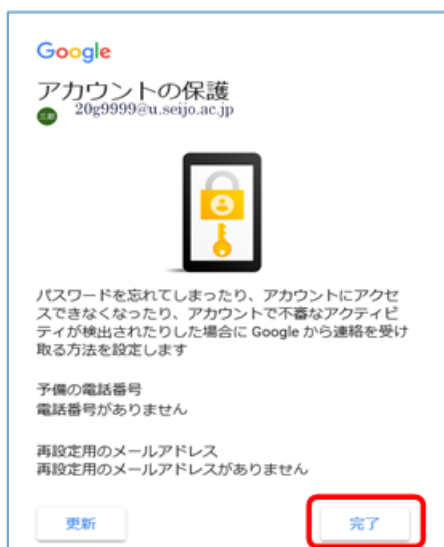 Google
アカウントの保護
三郎 20g9999@u.seijo.ac.jp
パスワードを忘れてしまったり、アカウントにアクセ
スできなくなったり、アカウントで不審なアクティビ
ティが検出されたりした場合に Google から連絡を受け
取る方法を設定します
予備の電話番号
電話番号がありません
再設定用のメールアドレス
再設定用のメールアドレスがありません
更新 完了